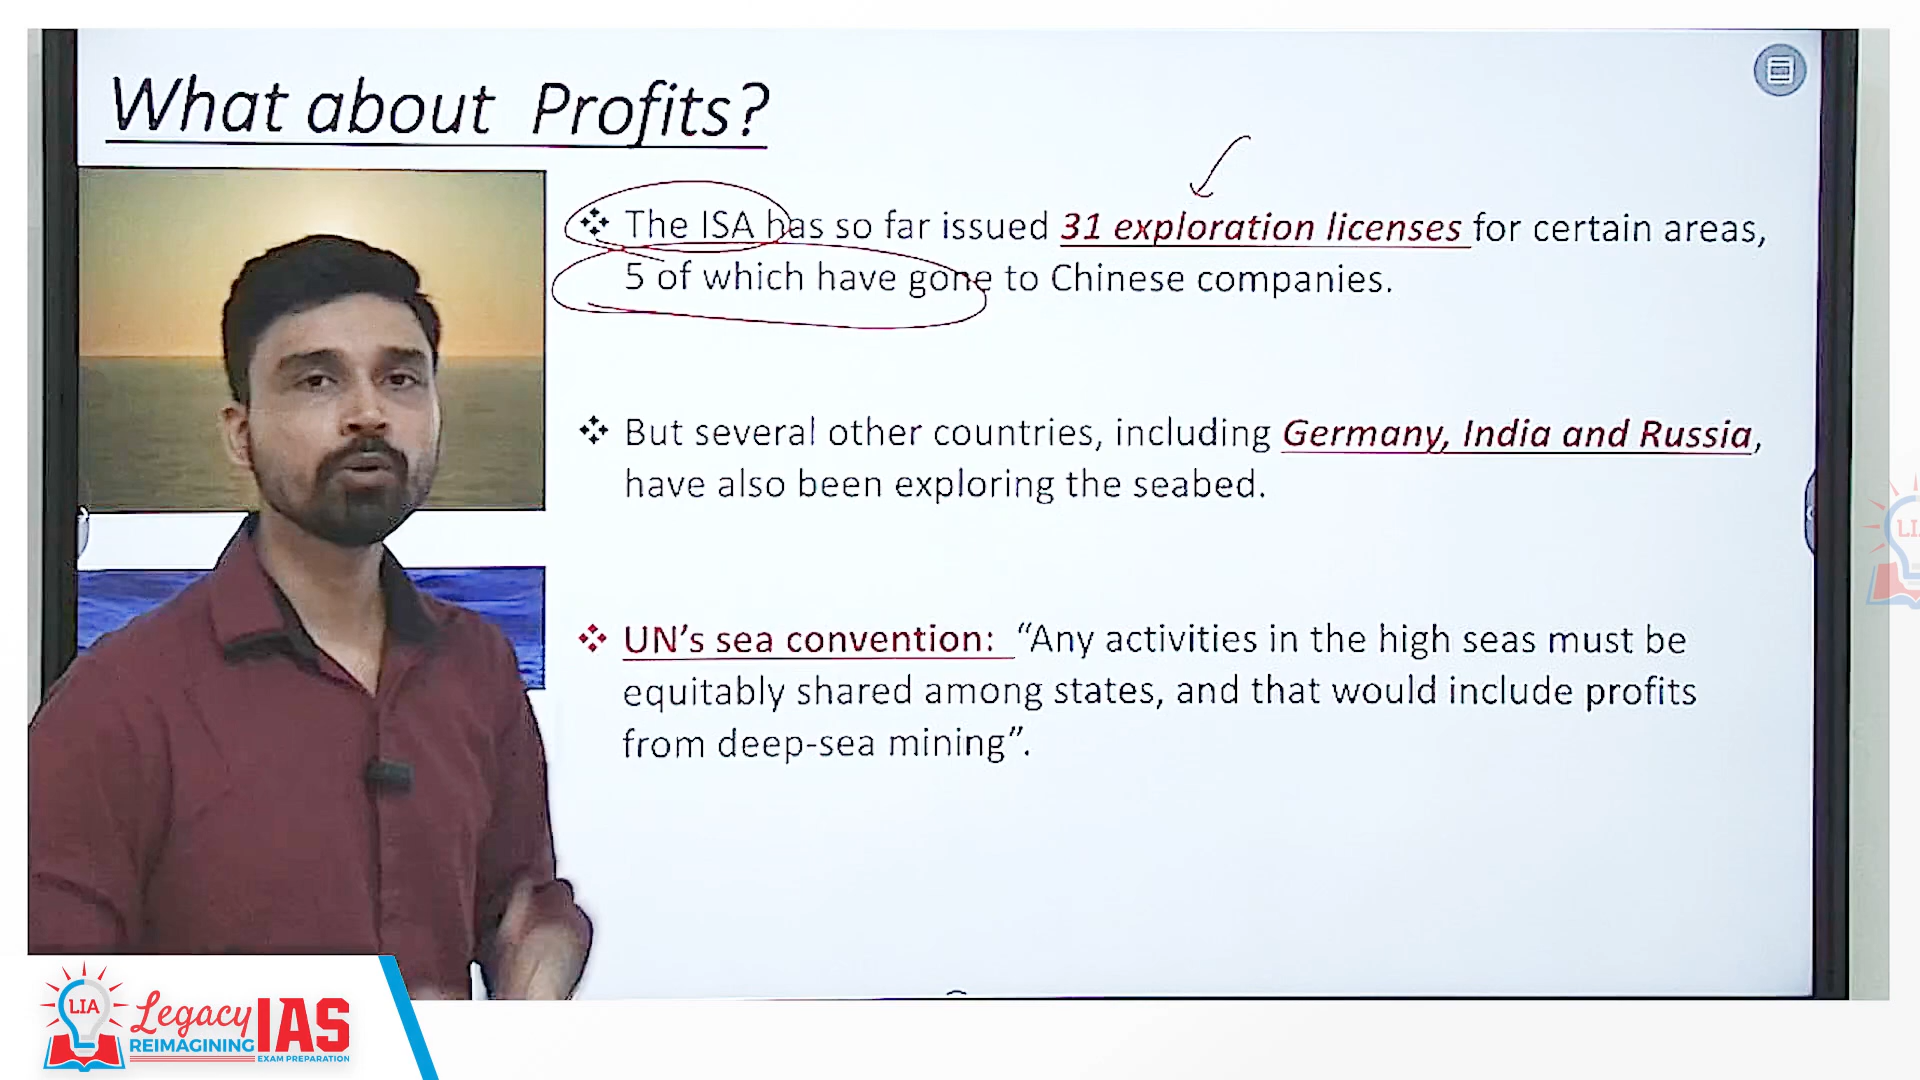 What about Profits?
The ISA has so far issued 31 exploration licenses for certain areas,
5 of which have gone to Chinese companies.
But several other countries, including Germany, India and Russia,
have also been exploring the seabed.
UN’s sea convention: “Any activities in the high seas must be
equitably shared among states, and that would include profits
from deep-sea mining”.
LIA
Legacy IAS
REIMAGINING
EXAM PREPARATION